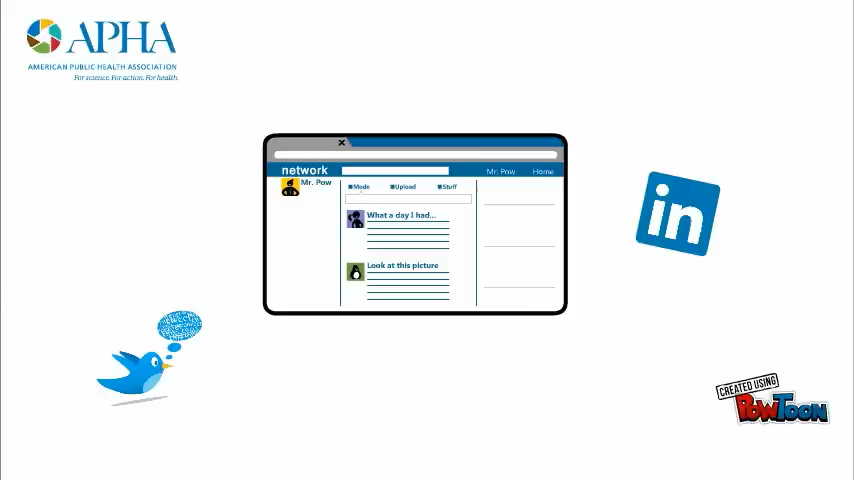 APHA
AMERICAN PUBLIC HEALTH ASSOCIATION
For science. For action. For health.
network
Mr. Pow
Home
Mr. Pow
Mode
Upload
Stuff
What a day I had...
Look at this picture
in
CREATED USING
POWTOON